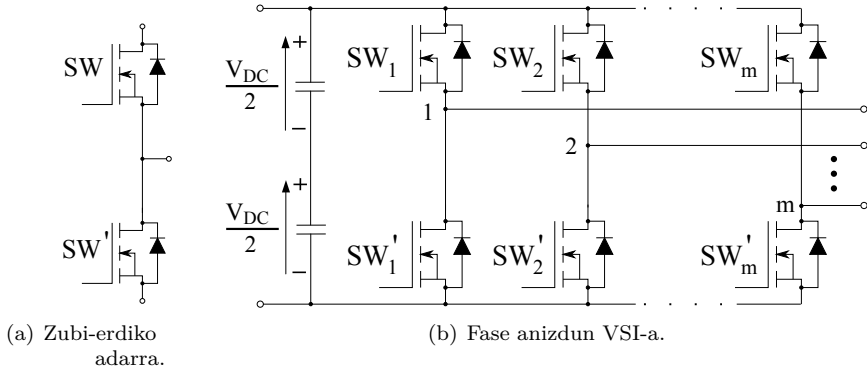 SW
SW'
(a) Zubi-erdiko
adarra.
V_DC/2
+
−
V_DC/2
+
−
SW_1
SW_2
SW_m
1
2
m
SW'_1
SW'_2
SW'_m
(b) Fase anizdun VSI-a.